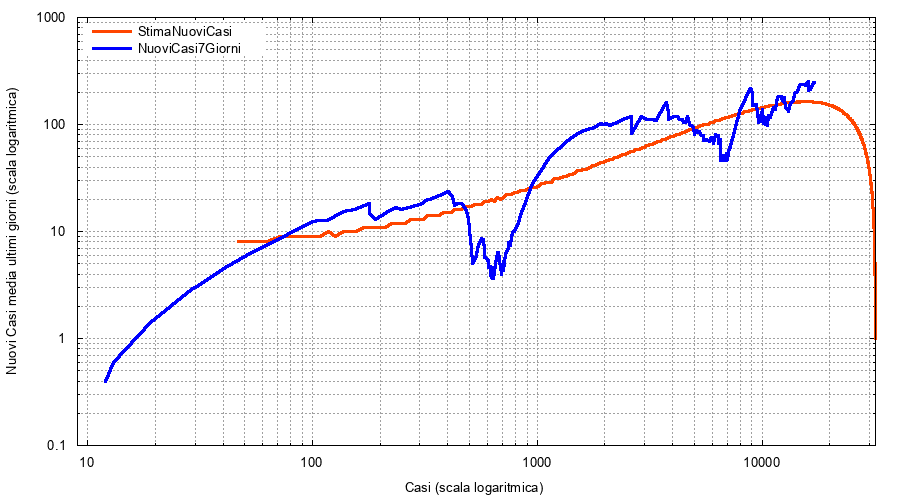 1000
StimaNuoviCasi
NuoviCasi7Giorni
100
10
1
0.1
10 100 1000 10000
Casi (scala logaritmica)
Nuovi Casi media ultimi giorni (scala logaritmica)